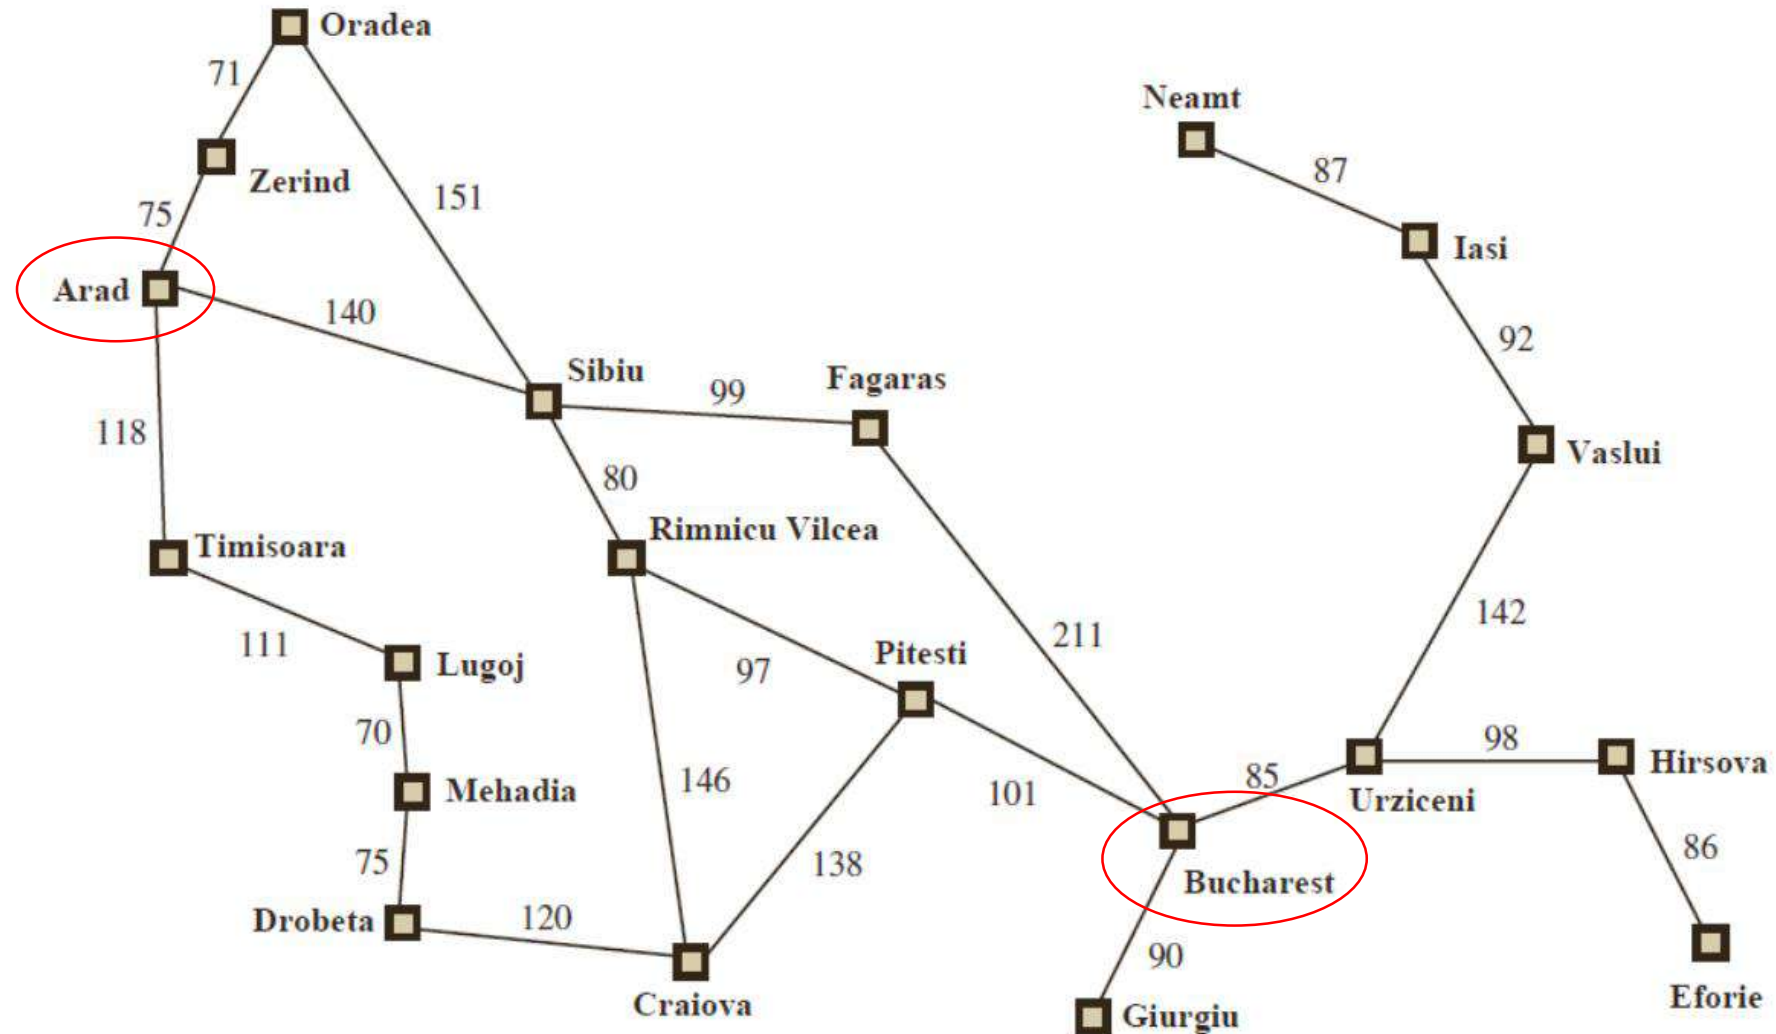 Oradea
71
Neamt
87
Zerind
151
75
Iasi
Arad
140
92
Sibiu
Fagaras
99
118
Vaslui
80
Rimnicu Vilcea
Timisoara
142
211
111
Lugoj
97
Pitesti
70
98
146
85
Hirsova
Mehadia
101
Urziceni
86
75
138
Bucharest
Drobeta
120
90
Craiova
Eforie
Giurgiu